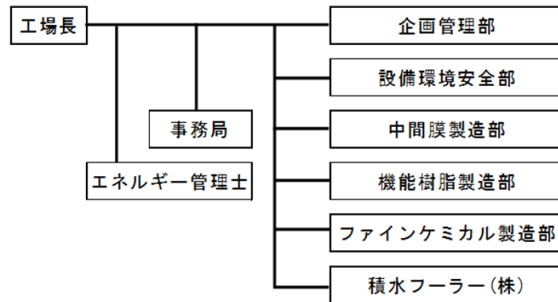 工場長
企画管理部
設備環境安全部
事務局
中間膜製造部
エネルギー管理士
機能樹脂製造部
ファインケミカル製造部
積水フーラー(株)